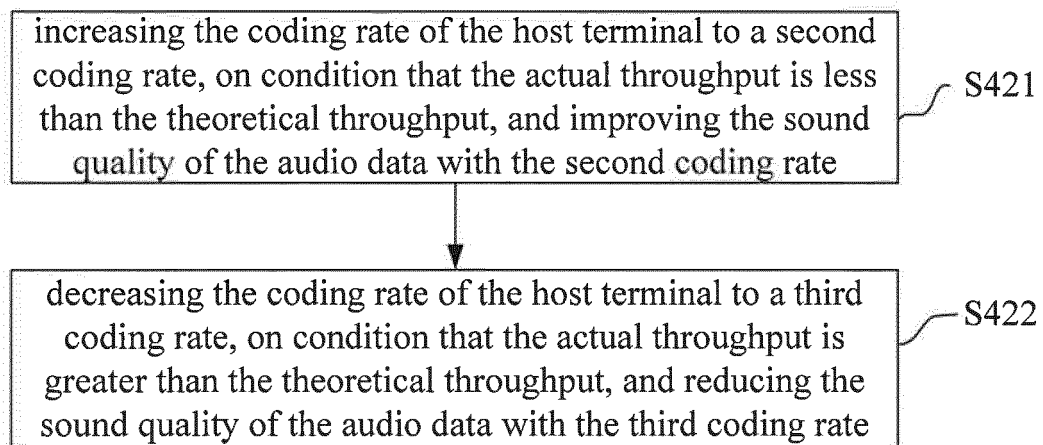 increasing the coding rate of the host terminal to a second
coding rate, on condition that the actual throughput is less
than the theoretical throughput, and improving the sound
quality of the audio data with the second coding rate
S421
decreasing the coding rate of the host terminal to a third
coding rate, on condition that the actual throughput is
greater than the theoretical throughput, and reducing the
sound quality of the audio data with the third coding rate
S422